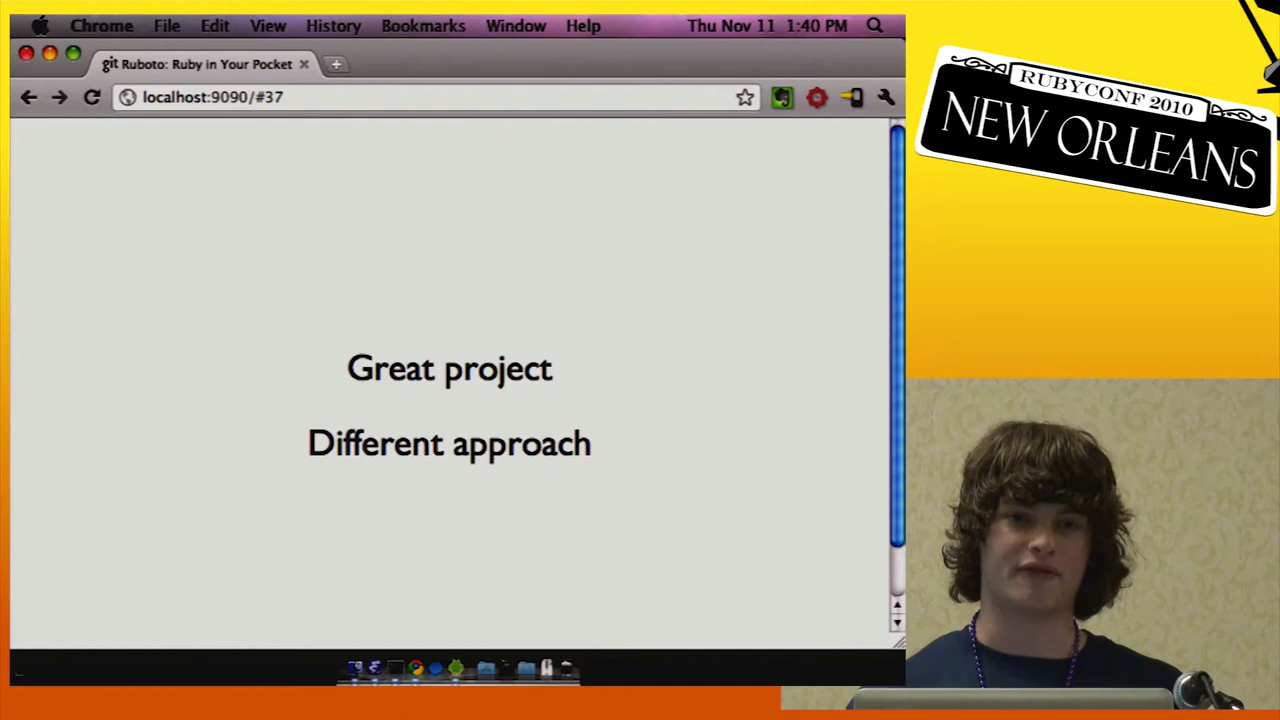 Chrome File Edit View History Bookmarks Window Help Thu Nov 11 1:40 PM
git Ruboto: Ruby in Your Pocket
localhost:9090/#37
RUBYCONF 2010
NEW ORLEANS
Great project
Different approach